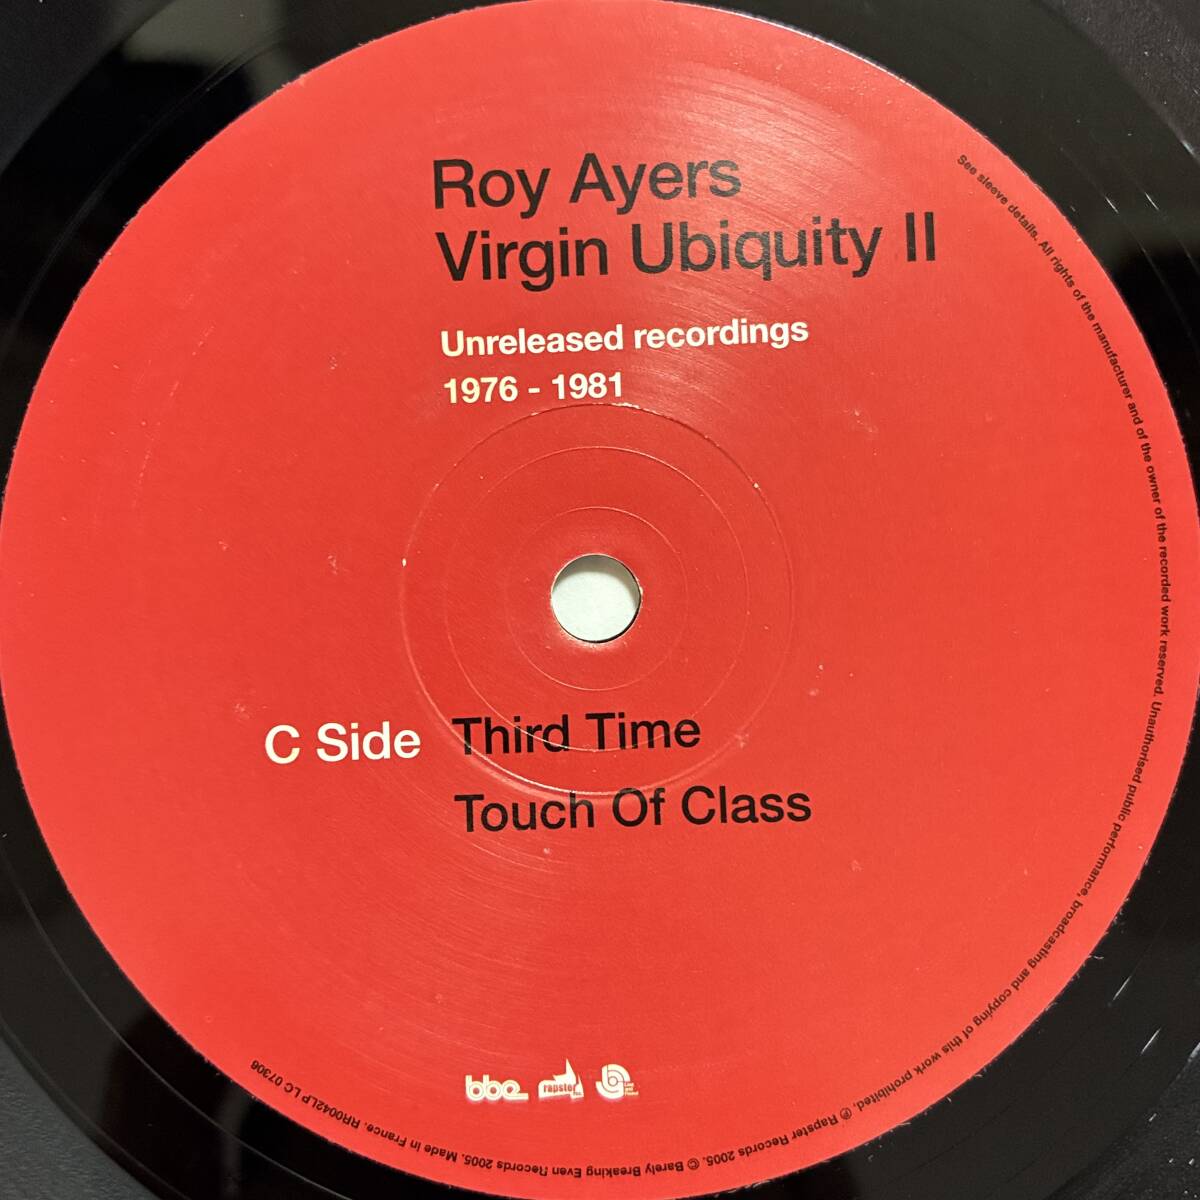 Roy Ayers
Virgin Ubiquity II
Unreleased recordings
1976 - 1981
C Side Third Time
Touch Of Class
bbe rapster
See sleeve details. All rights of the manufacturer and of the owner of the recorded work reserved. Unauthorised public performance, broadcasting and copying of this work prohibited. ℗ Rapster Records 2005. © Barely Breaking Even Records 2005. Made in France. RR0042LP LC 07306